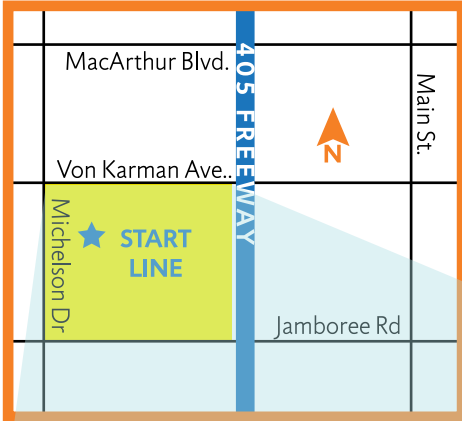 MacArthur Blvd.
405 FREEWAY
Main St.
N
Von Karman Ave..
Michelson Dr
START
LINE
Jamboree Rd